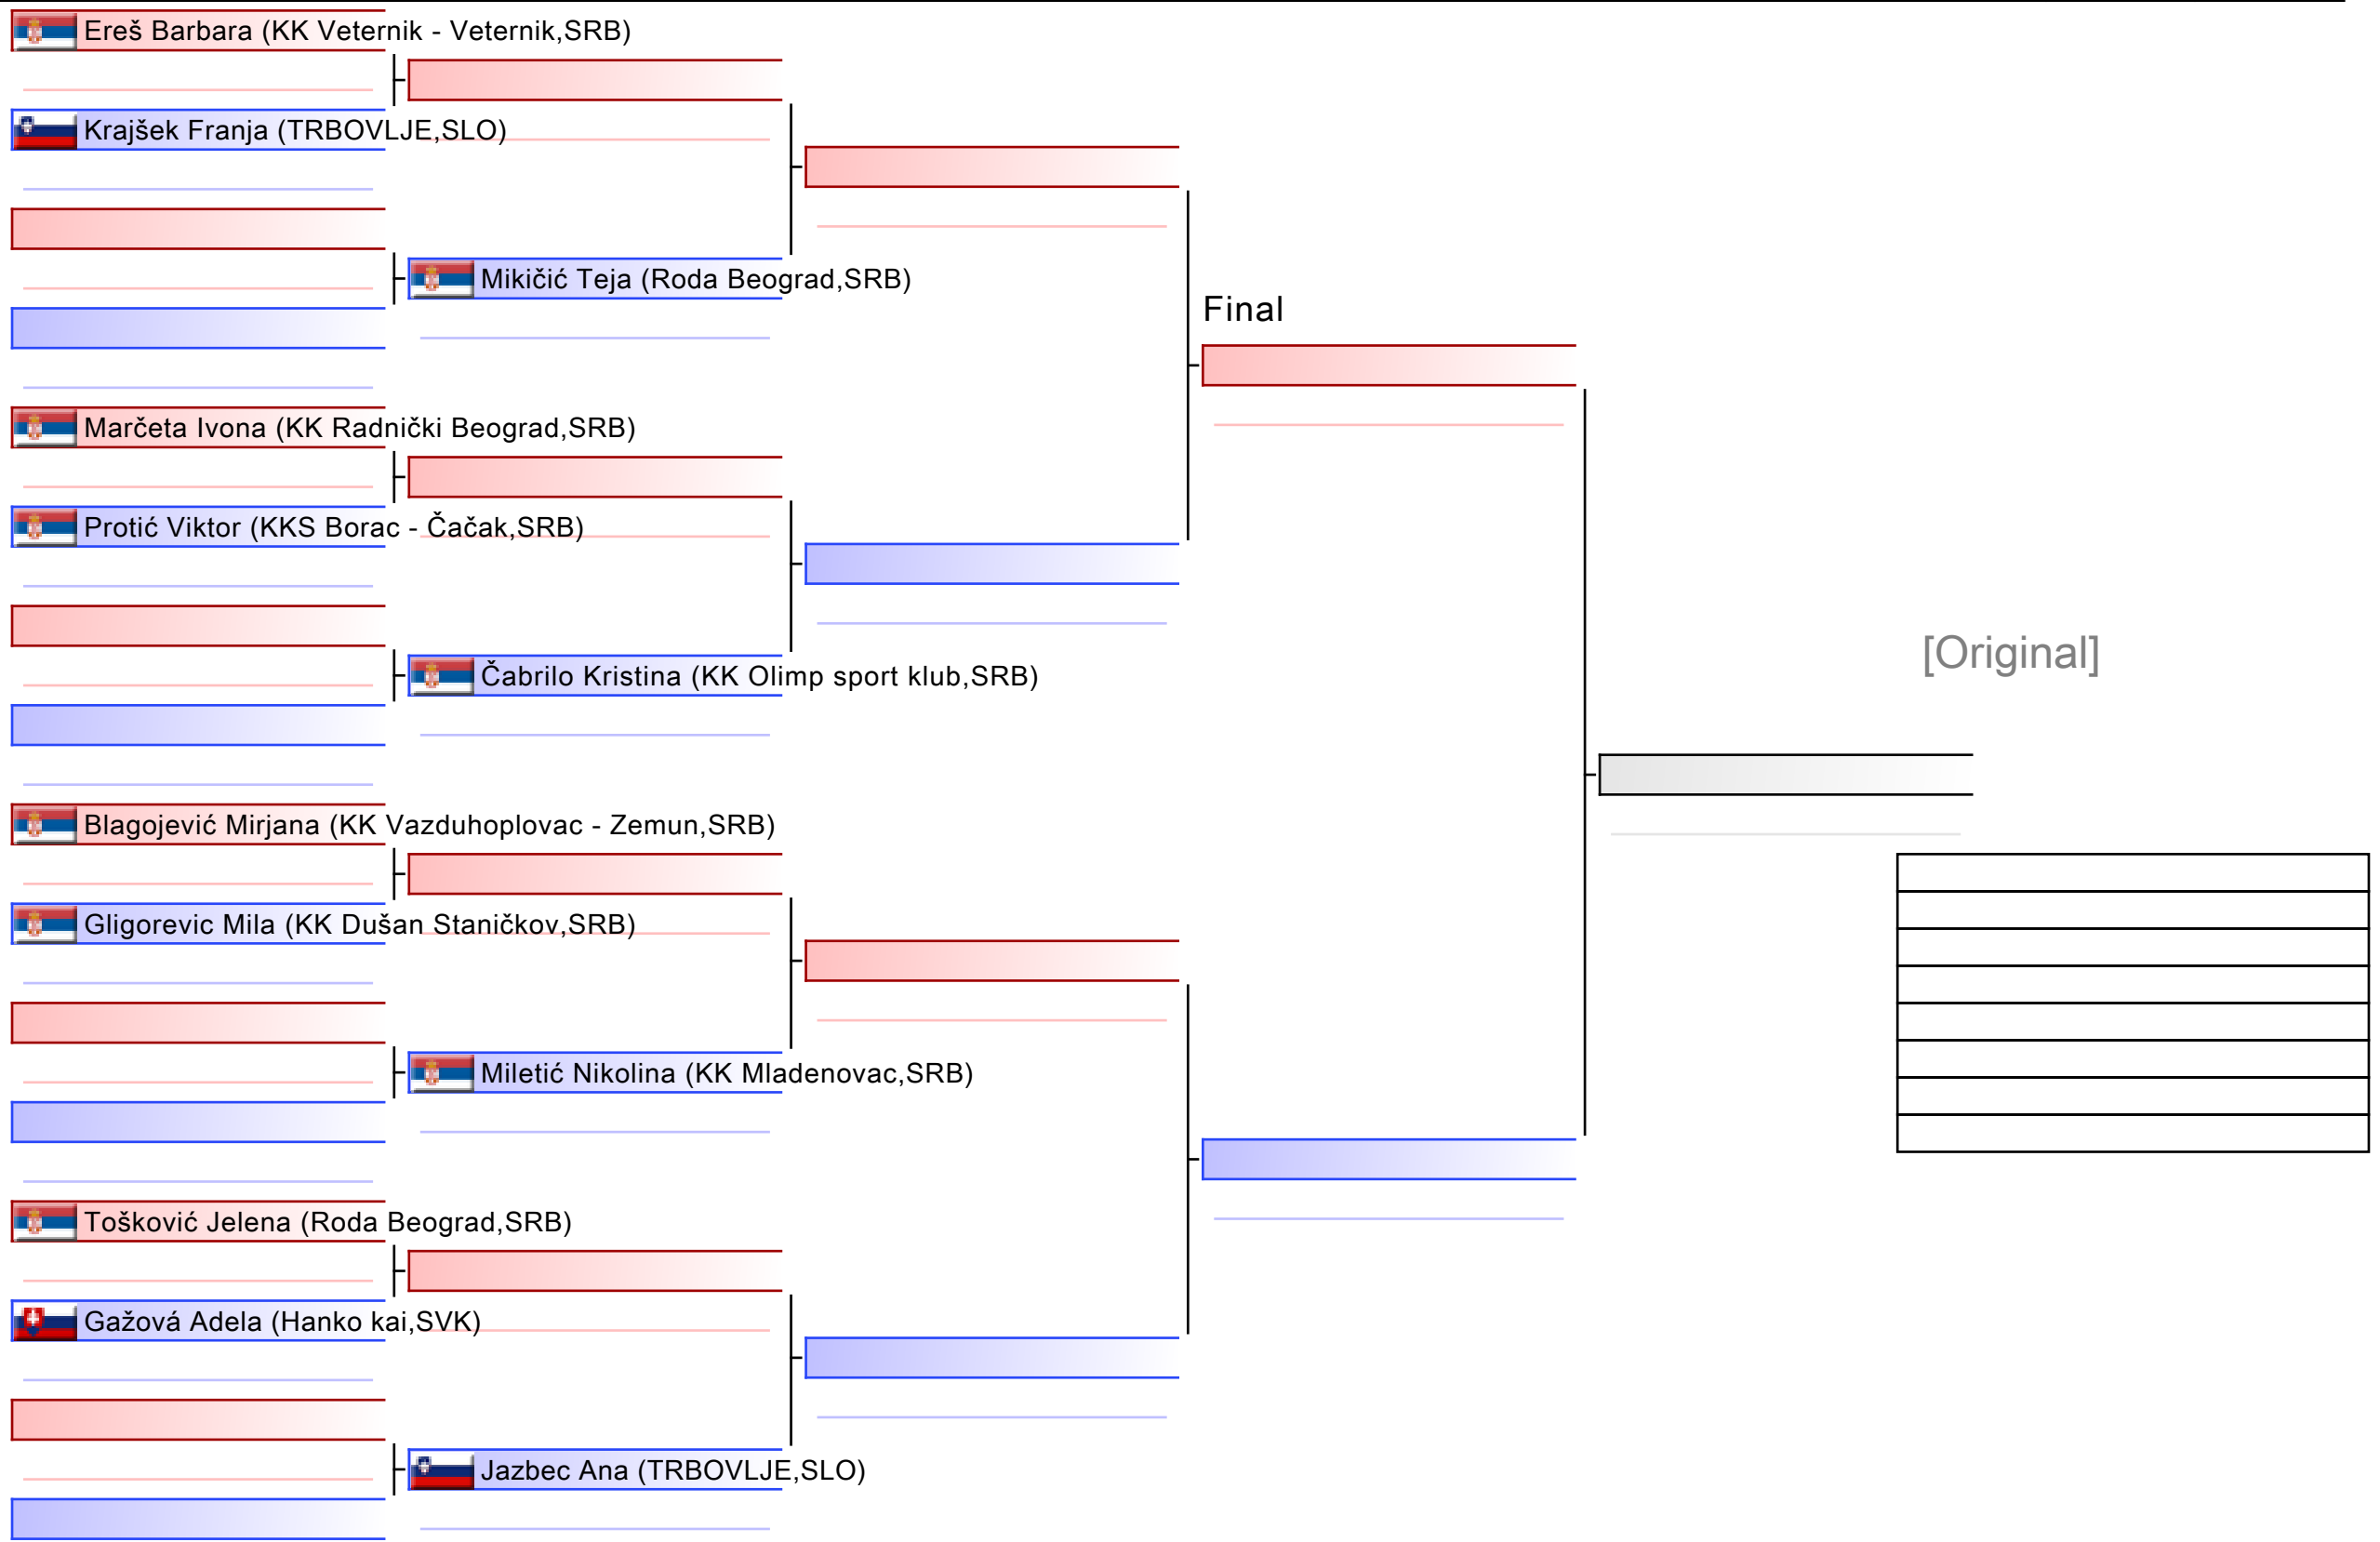 Ereš Barbara (KK Veternik - Veternik,SRB)
Krajšek Franja (TRBOVLJE,SLO)
Mikičić Teja (Roda Beograd,SRB)
Final
Marčeta Ivona (KK Radnički Beograd,SRB)
Protić Viktor (KKS Borac - Čačak,SRB)
[Original]
Čabrilo Kristina (KK Olimp sport klub,SRB)
Blagojević Mirjana (KK Vazduhoplovac - Zemun,SRB)
Gligorevic Mila (KK Dušan Staničkov,SRB)
Miletić Nikolina (KK Mladenovac,SRB)
Tošković Jelena (Roda Beograd,SRB)
Gažová Adela (Hanko kai,SVK)
Jazbec Ana (TRBOVLJE,SLO)